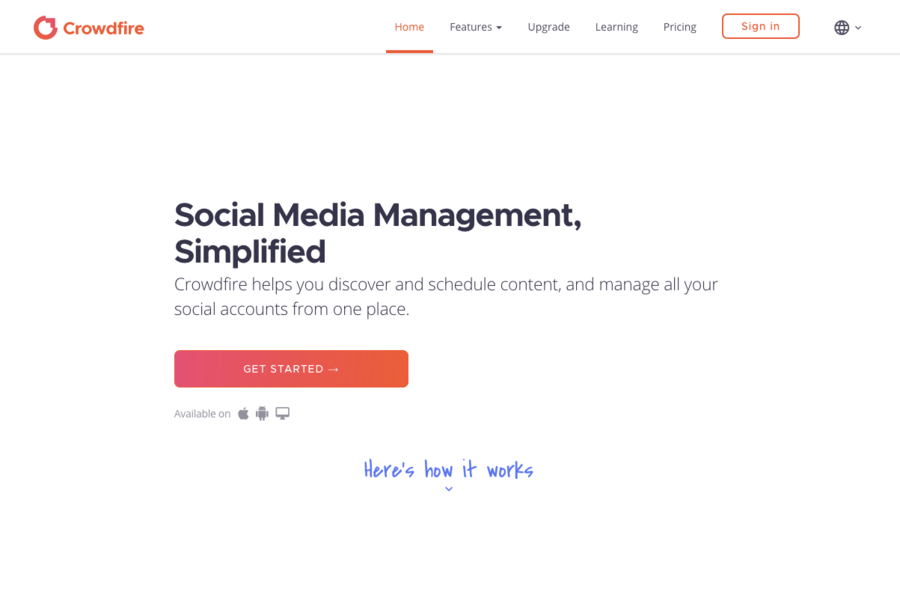 Crowdfire
Home
Features
Upgrade
Learning
Pricing
Sign in
Social Media Management,
Simplified
Crowdfire helps you discover and schedule content, and manage all your
social accounts from one place.
GET STARTED →
Available on
Here's how it works